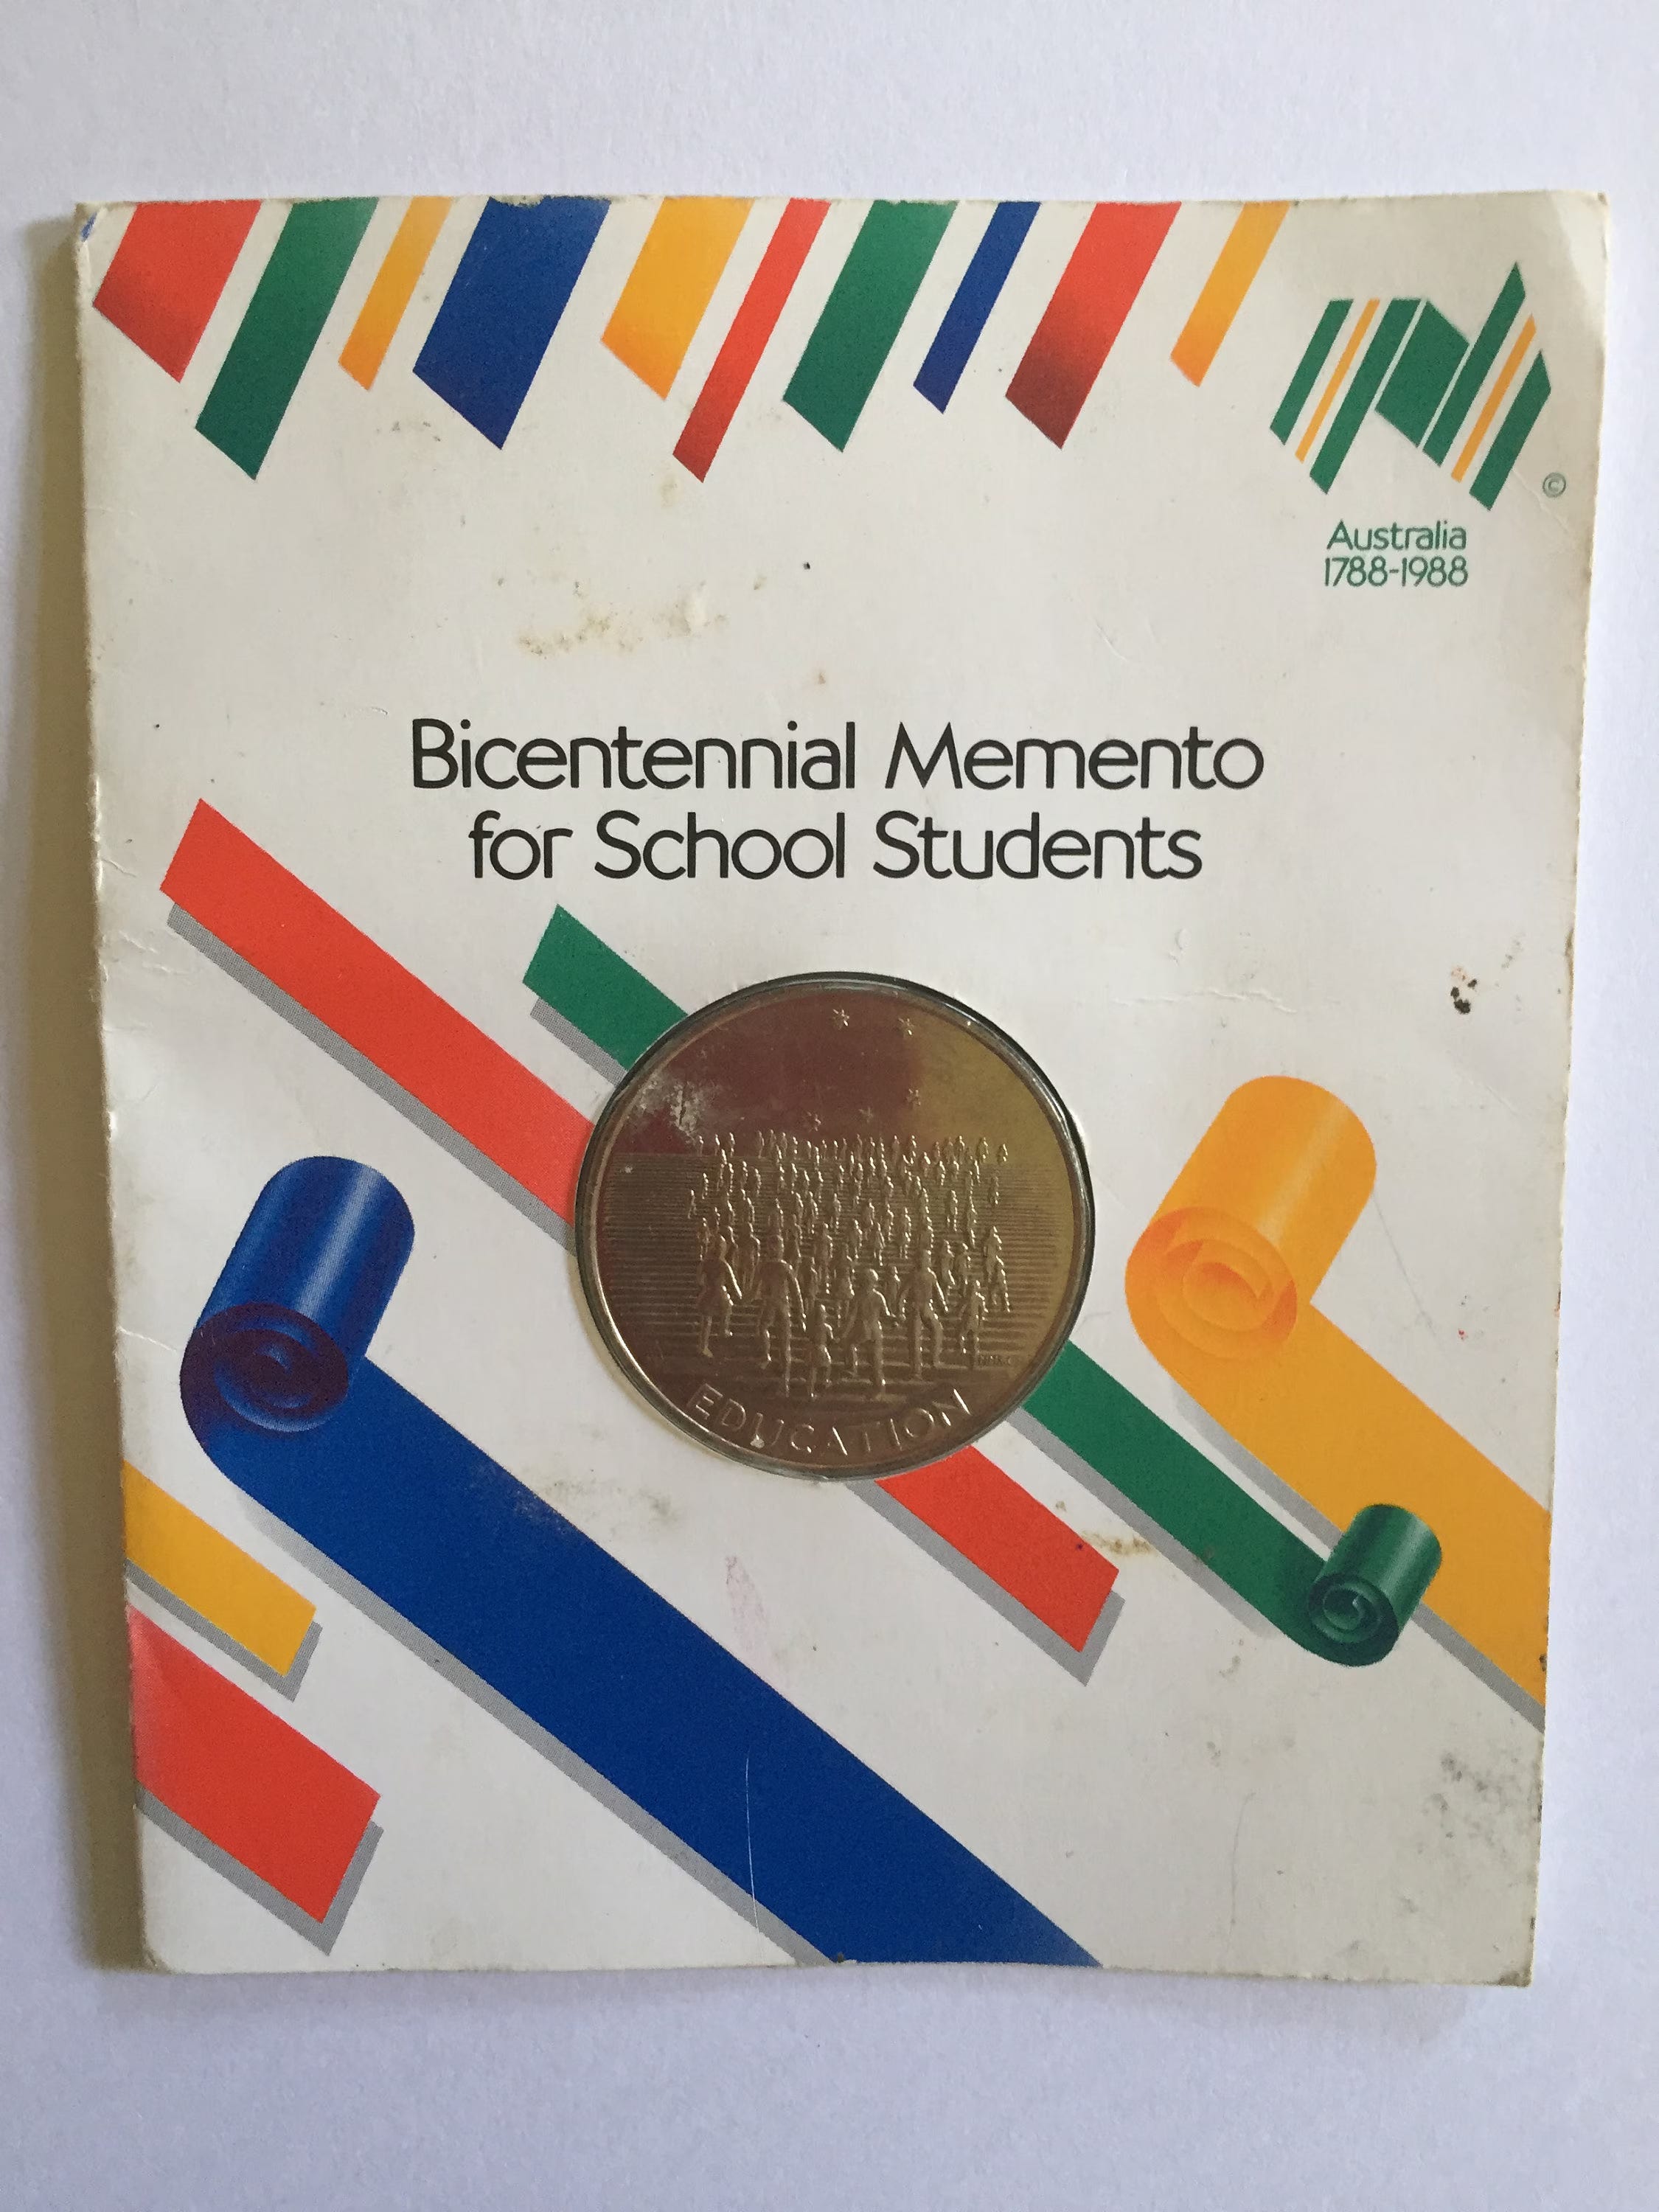 ©
Australia
1788-1988
Bicentennial Memento
for School Students
EDUCATION